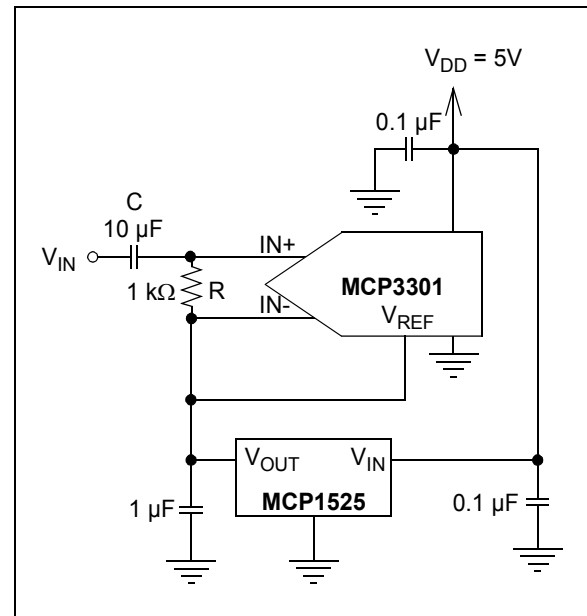 V_DD = 5V
0.1 µF
C
10 µF
V_IN
IN+
1 kΩ
R
IN-
MCP3301
V_REF
V_OUT
V_IN
MCP1525
1 µF
0.1 µF